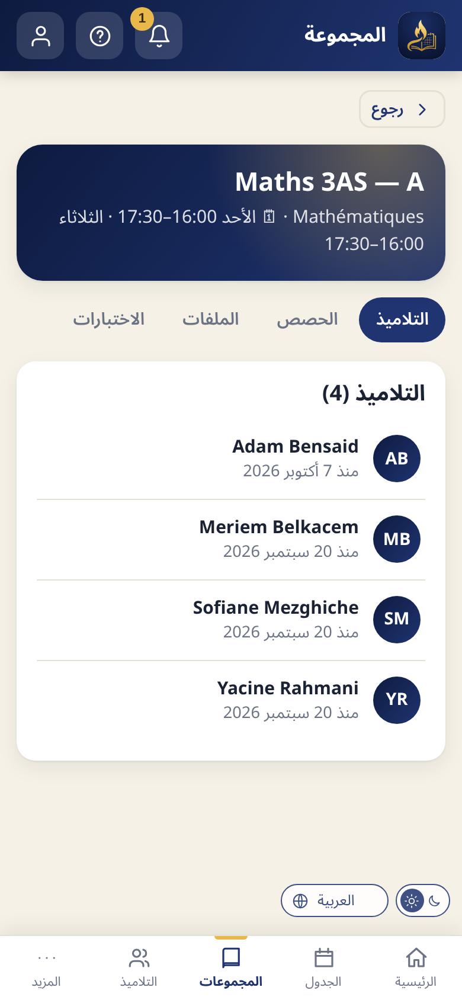 المجموعة
1
رجوع
Maths 3AS — A
Mathématiques · 🗓 الأحد 16:00–17:30 · الثلاثاء
16:00–17:30
التلاميذ
الحصص
الملفات
الاختبارات
التلاميذ (4)
AB
Adam Bensaid
منذ 7 أكتوبر 2026
MB
Meriem Belkacem
منذ 20 سبتمبر 2026
SM
Sofiane Mezghiche
منذ 20 سبتمبر 2026
YR
Yacine Rahmani
منذ 20 سبتمبر 2026
العربية
الرئيسية
الجدول
المجموعات
التلاميذ
المزيد